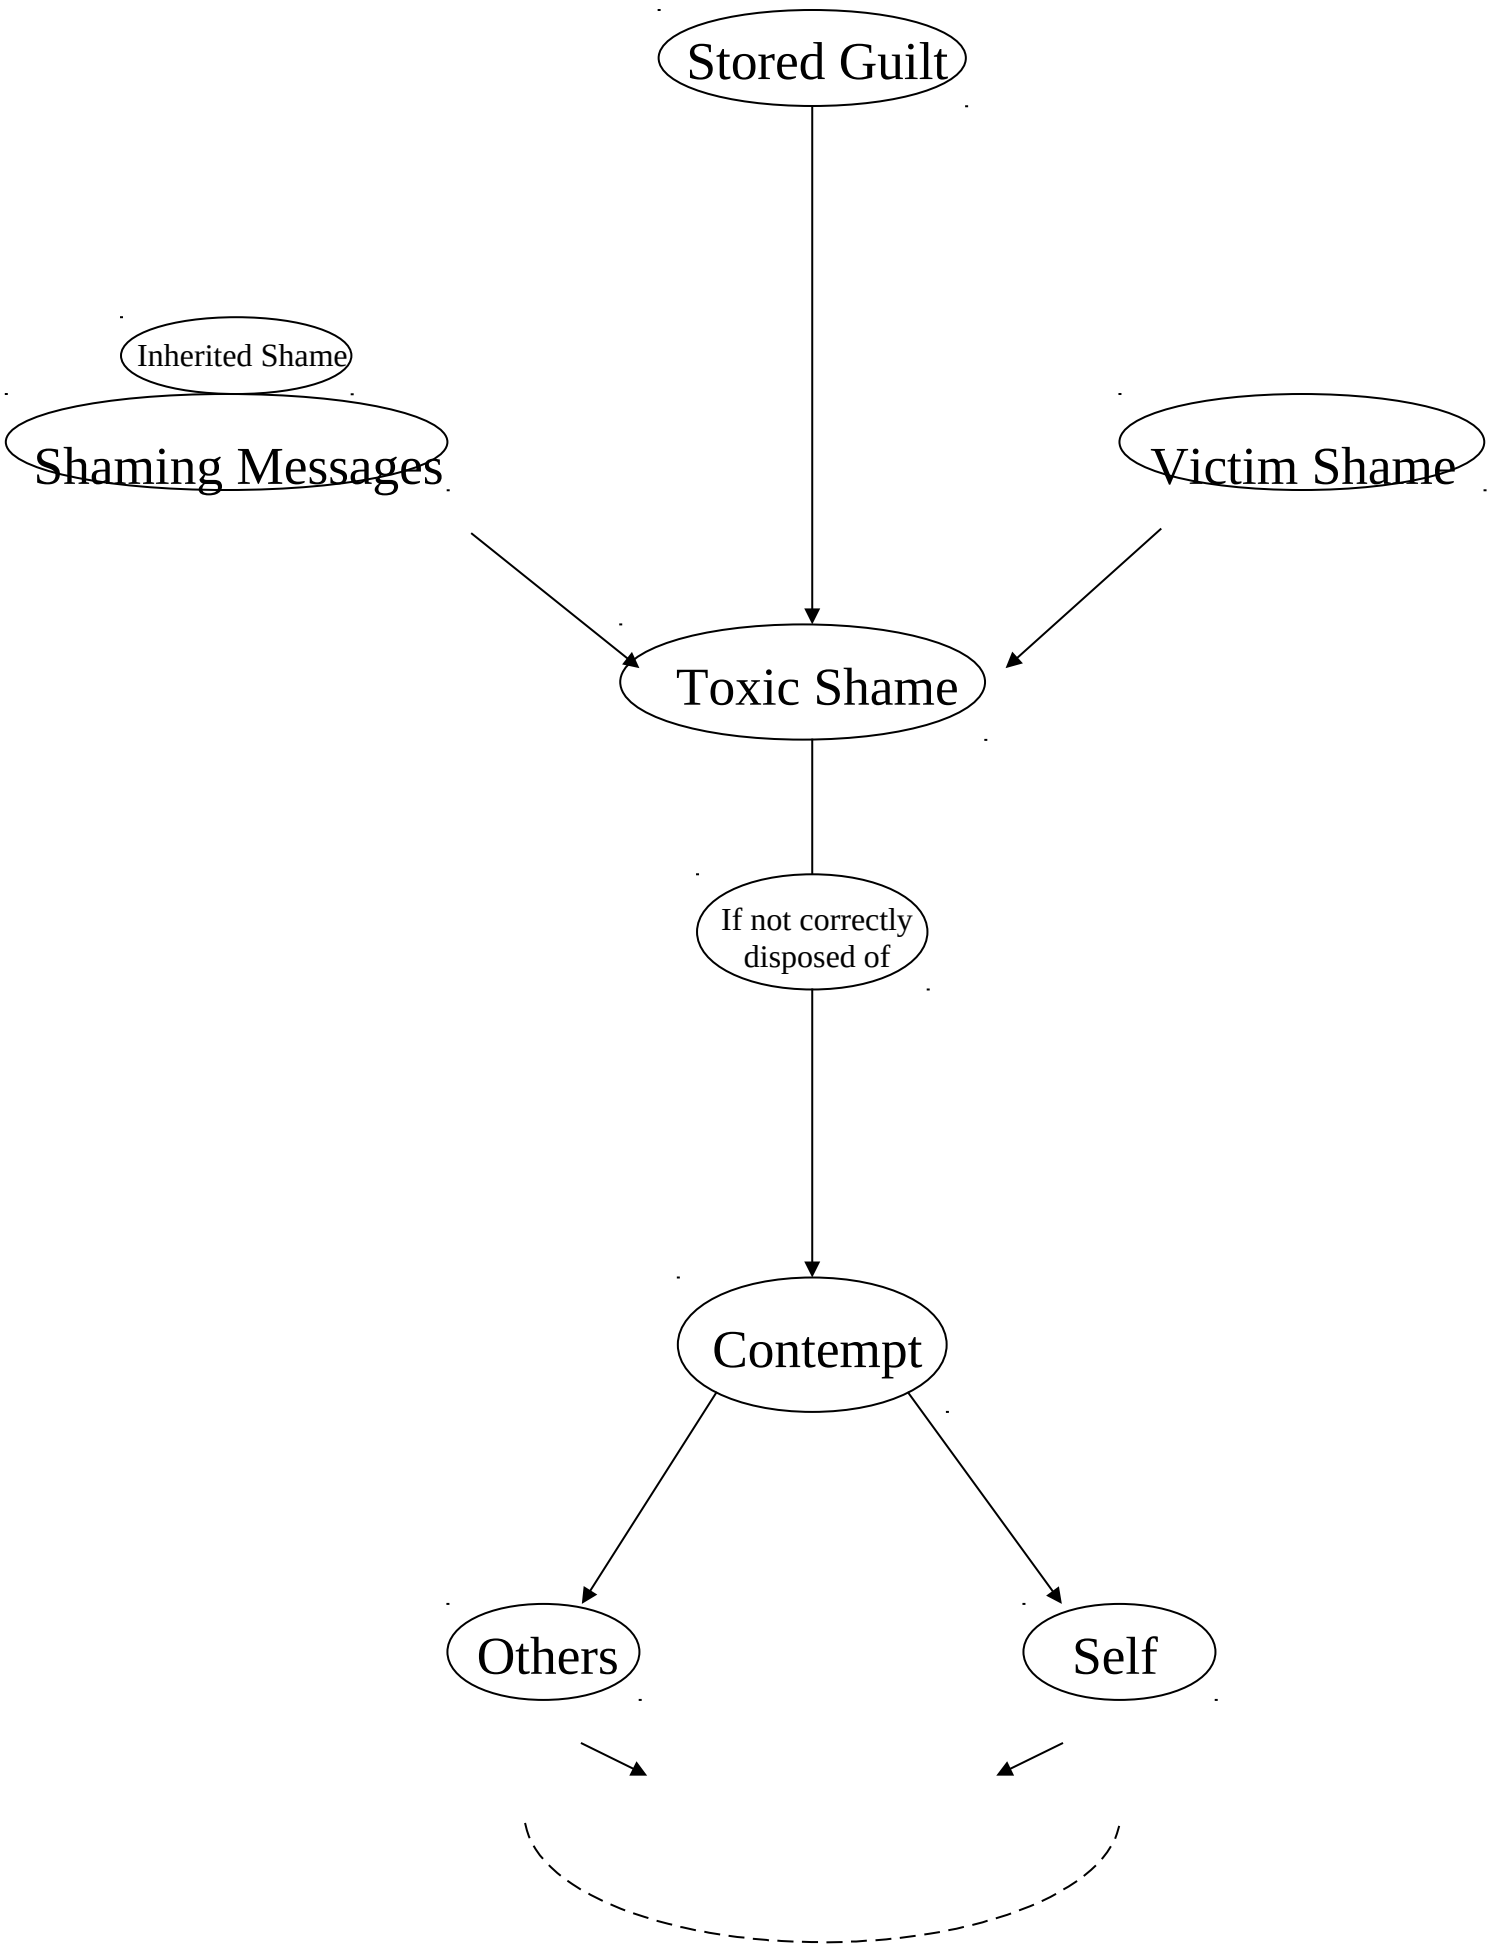 Stored Guilt
Inherited Shame
Shaming Messages
Victim Shame
Toxic Shame
If not correctly
disposed of
Contempt
Others
Self